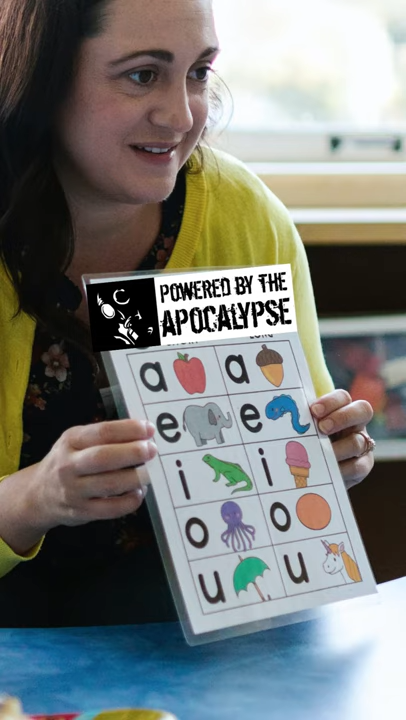 POWERED BY THE
APOCALYPSE
a a
e e
i i
o o
u u